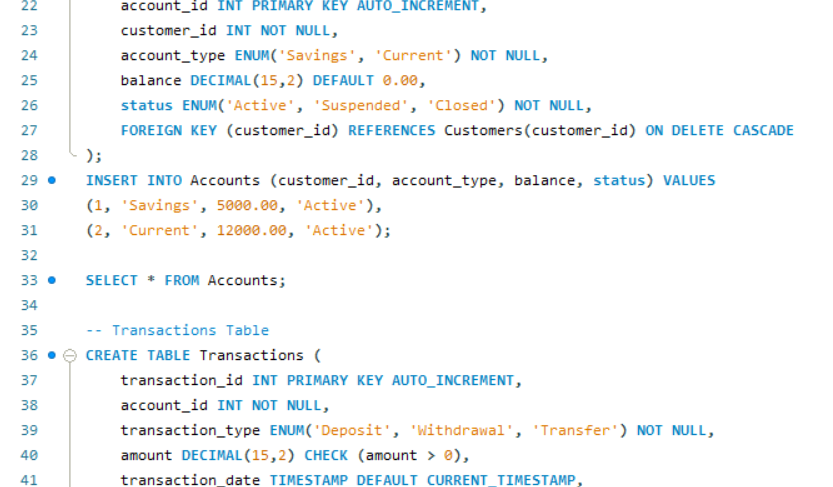 22 account_id INT PRIMARY KEY AUTO_INCREMENT,
23 customer_id INT NOT NULL,
24 account_type ENUM('Savings', 'Current') NOT NULL,
25 balance DECIMAL(15,2) DEFAULT 0.00,
26 status ENUM('Active', 'Suspended', 'Closed') NOT NULL,
27 FOREIGN KEY (customer_id) REFERENCES Customers(customer_id) ON DELETE CASCADE
28 );
29 INSERT INTO Accounts (customer_id, account_type, balance, status) VALUES
30 (1, 'Savings', 5000.00, 'Active'),
31 (2, 'Current', 12000.00, 'Active');
32
33 SELECT * FROM Accounts;
34
35 -- Transactions Table
36 CREATE TABLE Transactions (
37 transaction_id INT PRIMARY KEY AUTO_INCREMENT,
38 account_id INT NOT NULL,
39 transaction_type ENUM('Deposit', 'Withdrawal', 'Transfer') NOT NULL,
40 amount DECIMAL(15,2) CHECK (amount > 0),
41 transaction_date TIMESTAMP DEFAULT CURRENT_TIMESTAMP,